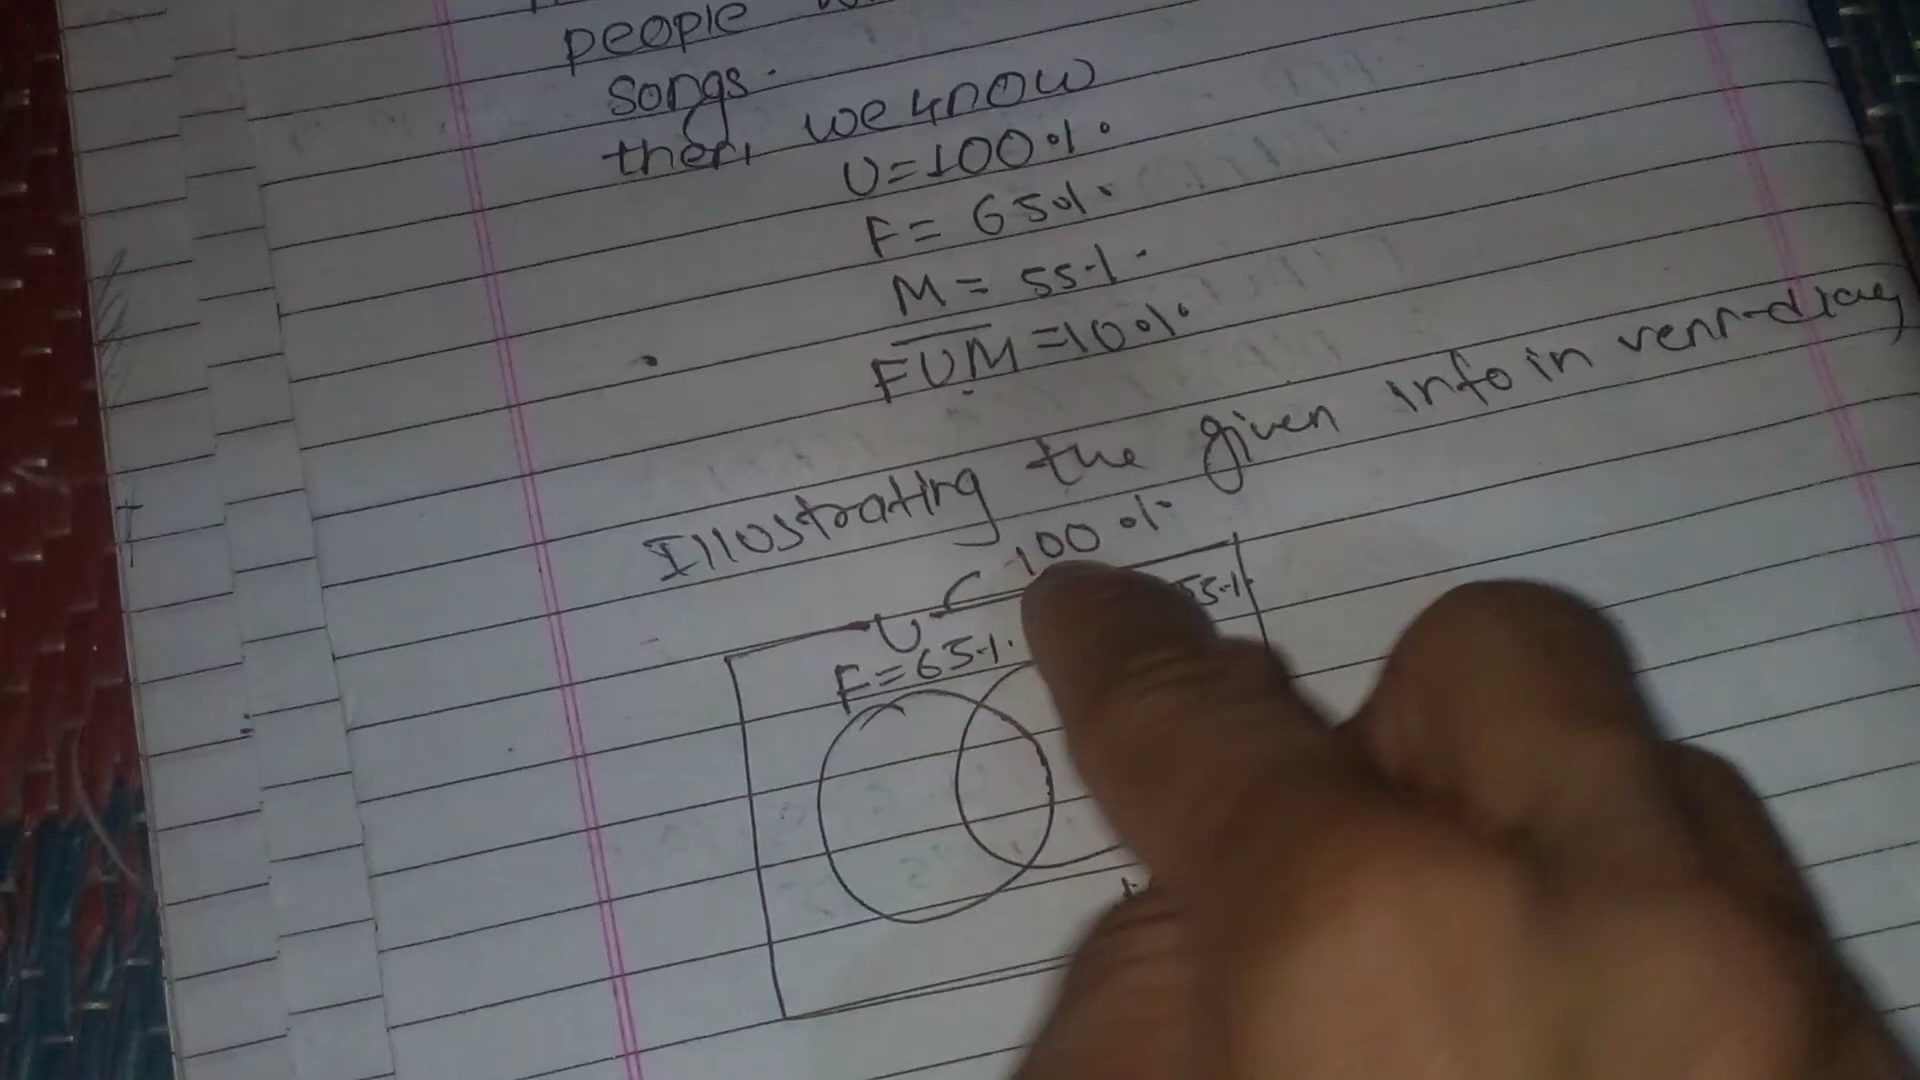 people
songs.
then, we know
U=100%
F= 65%
M = 55%
F̅U̅M̅ =10%
Illustrating the given info in venn-diag
100%
U
55%
F=65%